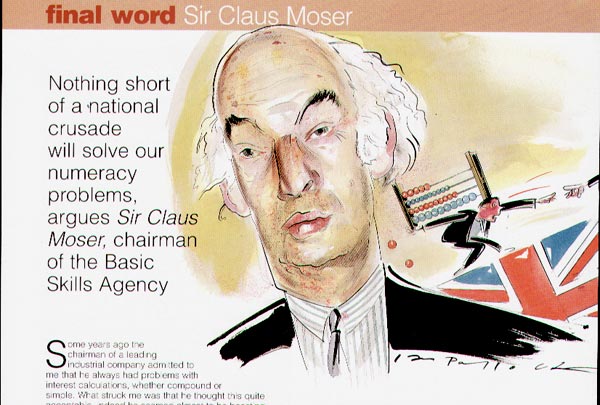 final word Sir Claus Moser
Nothing short
of a national
crusade
will solve our
numeracy
problems,
argues Sir Claus
Moser, chairman
of the Basic
Skills Agency
Some years ago the
chairman of a leading
industrial company admitted to
me that he always had problems with
interest calculations, whether compound or
simple. What struck me was that he thought this quite